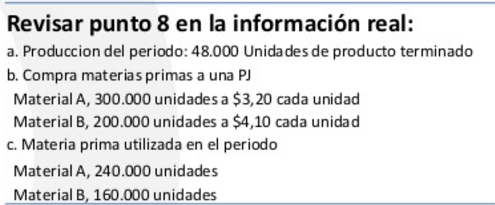 Revisar punto 8 en la información real:
a. Produccion del periodo: 48.000 Unidades de producto terminado
b. Compra materias primas a una PJ
Material A, 300.000 unidades a $3,20 cada unidad
Material B, 200.000 unidades a $4,10 cada unidad
c. Materia prima utilizada en el periodo
Material A, 240.000 unidades
Material B, 160.000 unidades